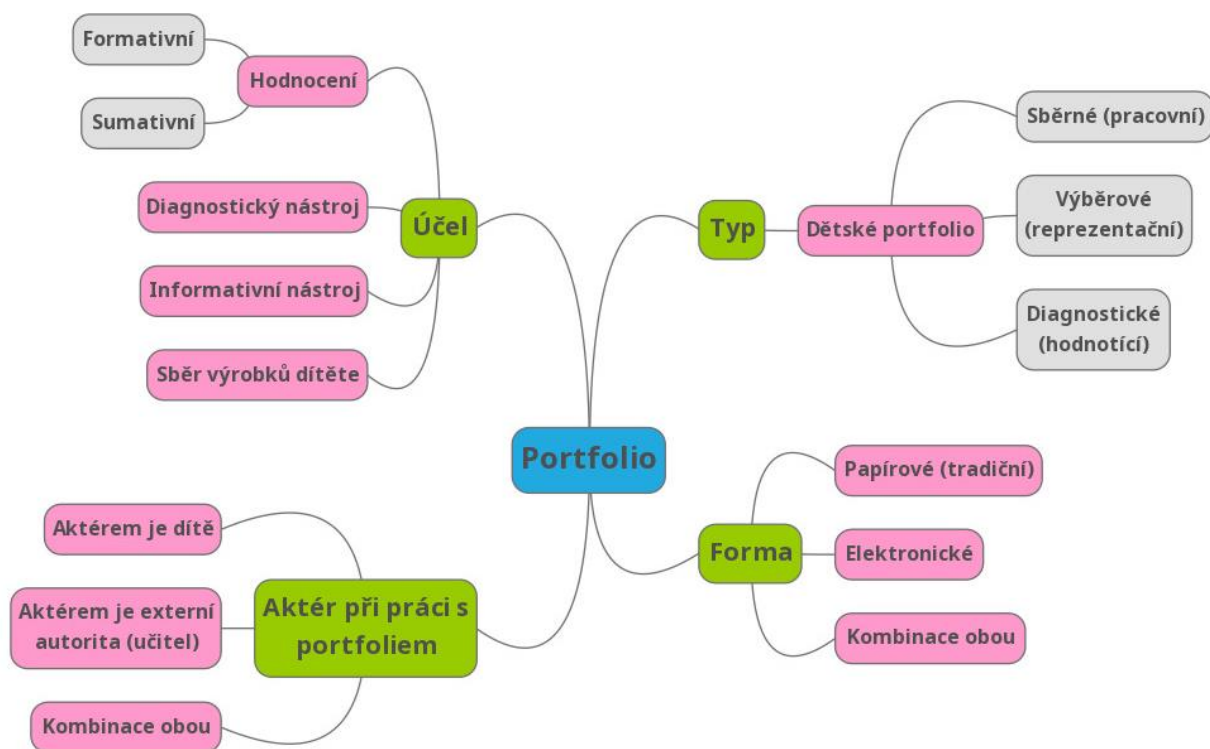 Formativní
Hodnocení
Sumativní
Diagnostický nástroj
Účel
Informativní nástroj
Sběr výrobků dítěte
Sběrné (pracovní)
Typ
Dětské portfolio
Výběrové
(reprezentační)
Diagnostické
(hodnotící)
Portfolio
Aktérem je dítě
Aktér při práci s
portfoliem
Aktérem je externí
autorita (učitel)
Kombinace obou
Papírové (tradiční)
Forma
Elektronické
Kombinace obou